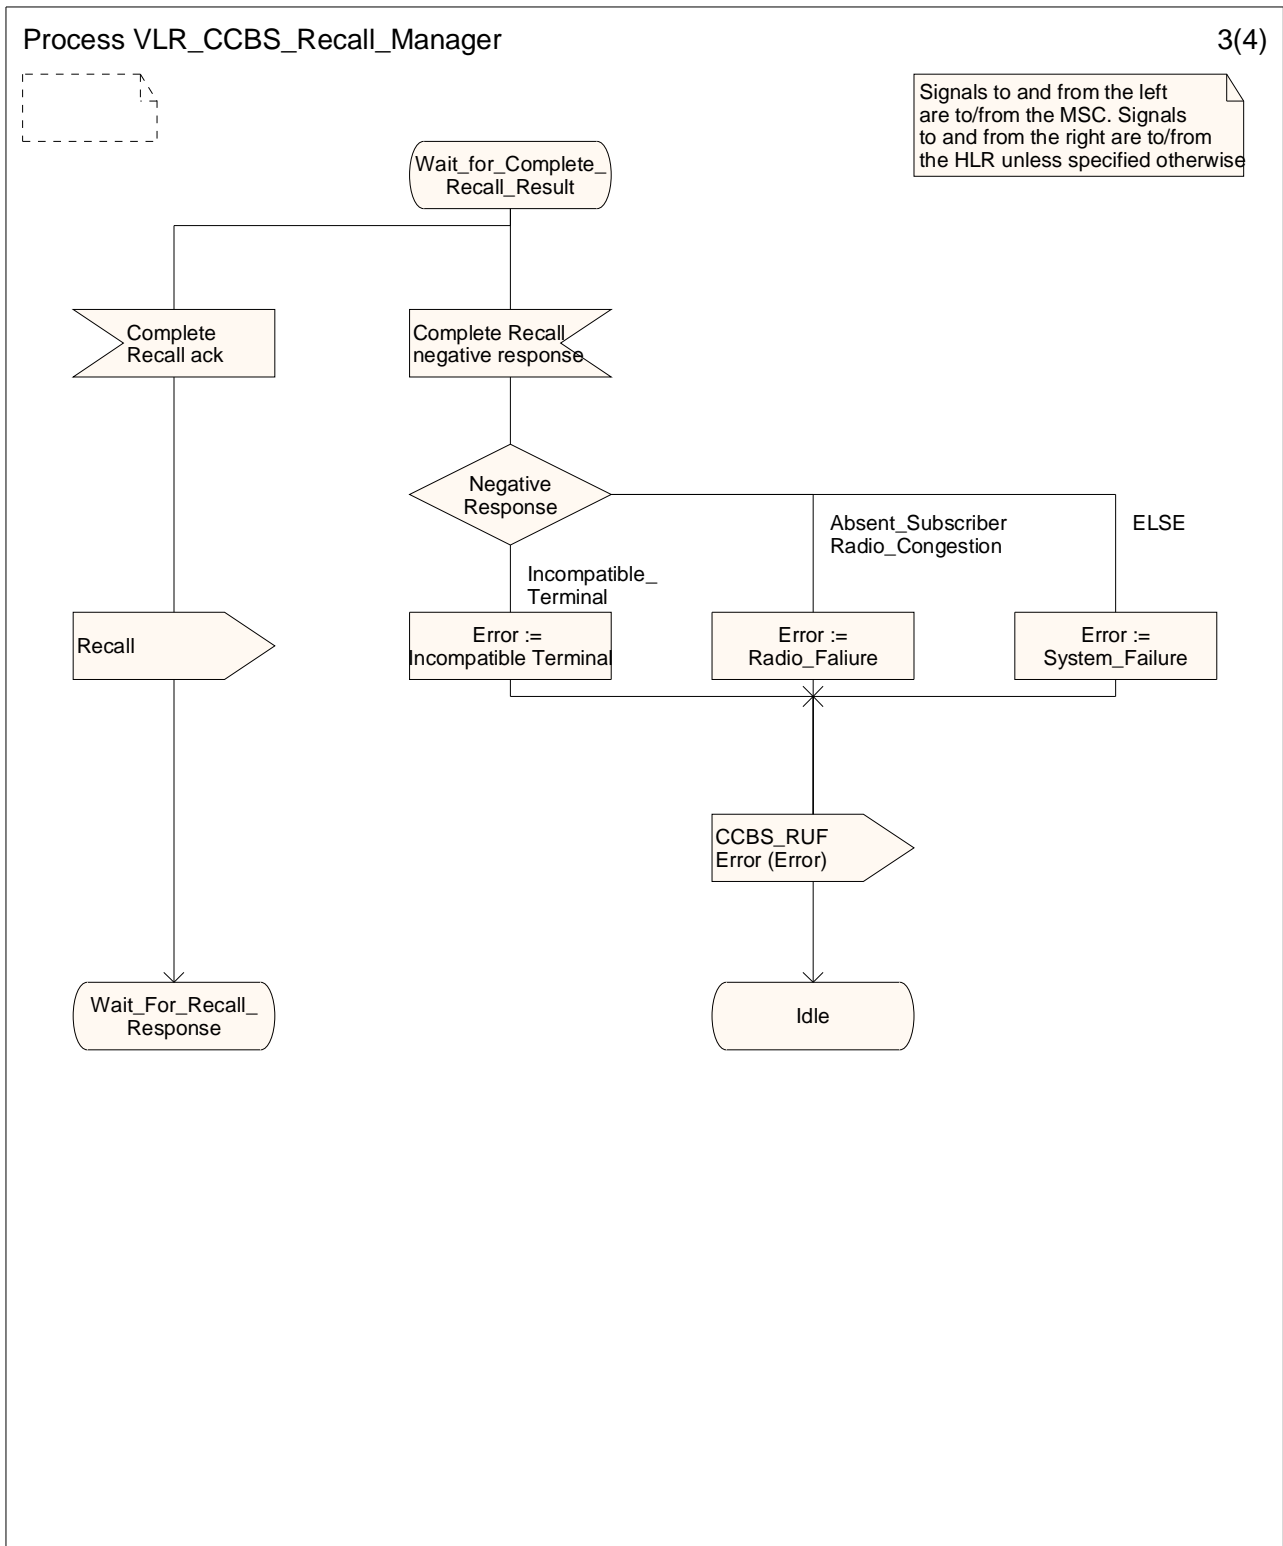 Process VLR_CCBS_Recall_Manager
3(4)
Signals to and from the left
are to/from the MSC. Signals
to and from the right are to/from
the HLR unless specified otherwise
Wait_for_Complete_
Recall_Result
Complete
Recall ack
Complete Recall
negative response
Negative
Response
Absent_Subscriber
Radio_Congestion
ELSE
Incompatible_
Terminal
Recall
Error :=
Incompatible Terminal
Error :=
Radio_Faliure
Error :=
System_Failure
CCBS_RUF
Error (Error)
Wait_For_Recall_
Response
Idle